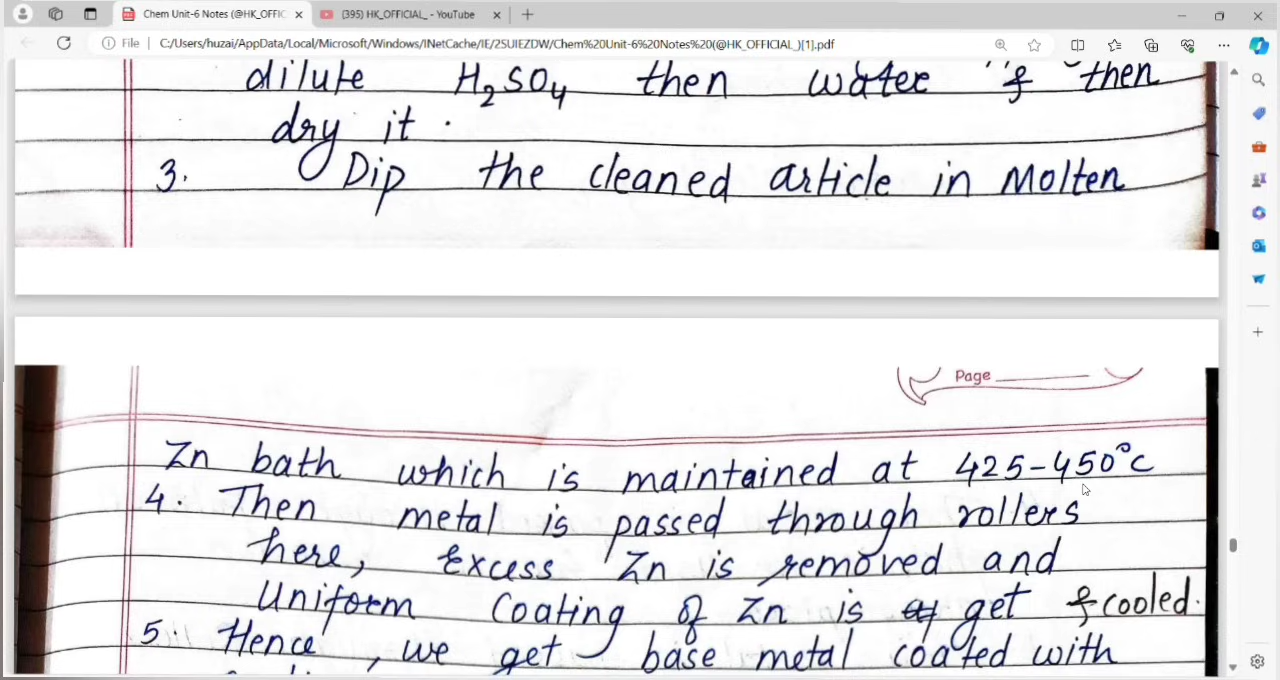 Chem Unit-6 Notes (@HK_OFFIC
(395) HK_OFFICIAL_ - YouTube
File
C:/Users/huzai/AppData/Local/Microsoft/Windows/INetCache/IE/2SUIEZDW/Chem%20Unit-6%20Notes%20(@HK_OFFICIAL_)[1].pdf
dilute H₂SO₄ then water & then
dry it.
3. Dip the cleaned article in Molten
Page
Zn bath which is maintained at 425-450°C
4. Then metal is passed through rollers
here, Excess Zn is removed and
Uniform Coating of Zn is get & cooled.
5. Hence, we get base metal coated with